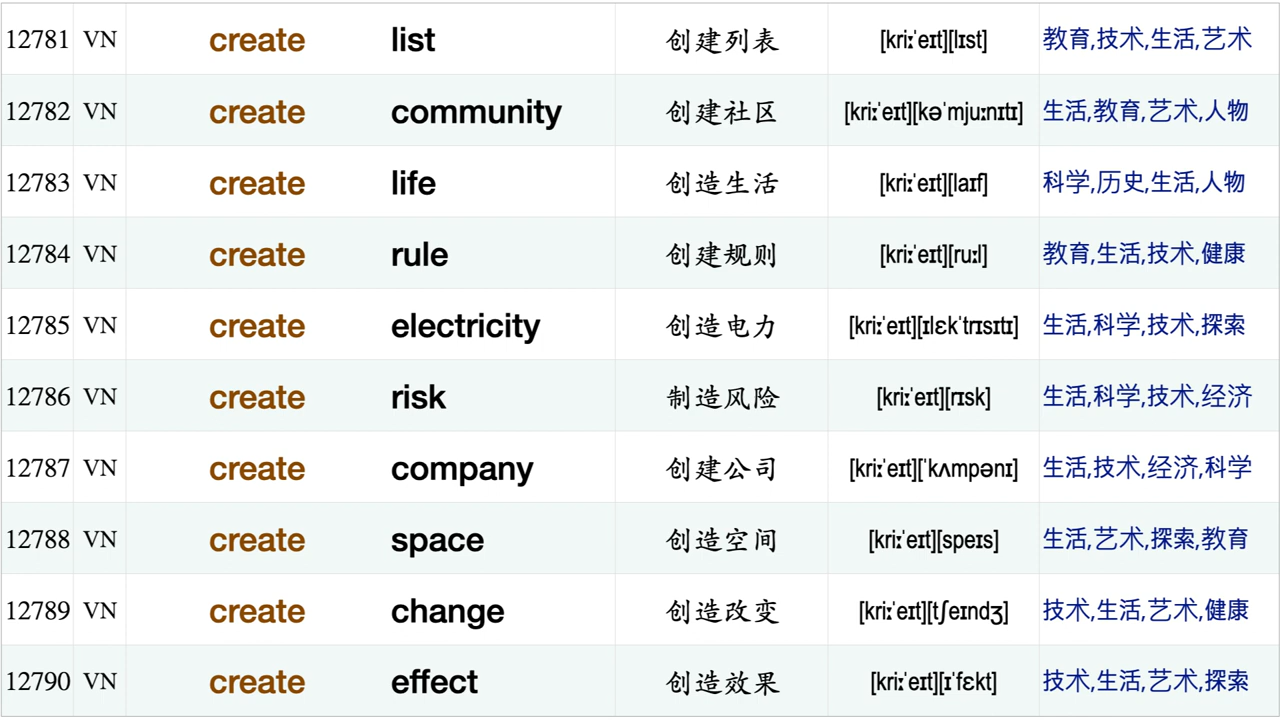 12781 VN create list 创建列表 [kriːˈeɪt][lɪst] 教育,技术,生活,艺术
12782 VN create community 创建社区 [kriːˈeɪt][kəˈmjuːnɪtɪ] 生活,教育,艺术,人物
12783 VN create life 创造生活 [kriːˈeɪt][laɪf] 科学,历史,生活,人物
12784 VN create rule 创建规则 [kriːˈeɪt][ruːl] 教育,生活,技术,健康
12785 VN create electricity 创造电力 [kriːˈeɪt][ɪlɛkˈtrɪsɪtɪ] 生活,科学,技术,探索
12786 VN create risk 制造风险 [kriːˈeɪt][rɪsk] 生活,科学,技术,经济
12787 VN create company 创建公司 [kriːˈeɪt][ˈkʌmpənɪ] 生活,技术,经济,科学
12788 VN create space 创造空间 [kriːˈeɪt][speɪs] 生活,艺术,探索,教育
12789 VN create change 创造改变 [kriːˈeɪt][tʃeɪndʒ] 技术,生活,艺术,健康
12790 VN create effect 创造效果 [kriːˈeɪt][ɪˈfɛkt] 技术,生活,艺术,探索